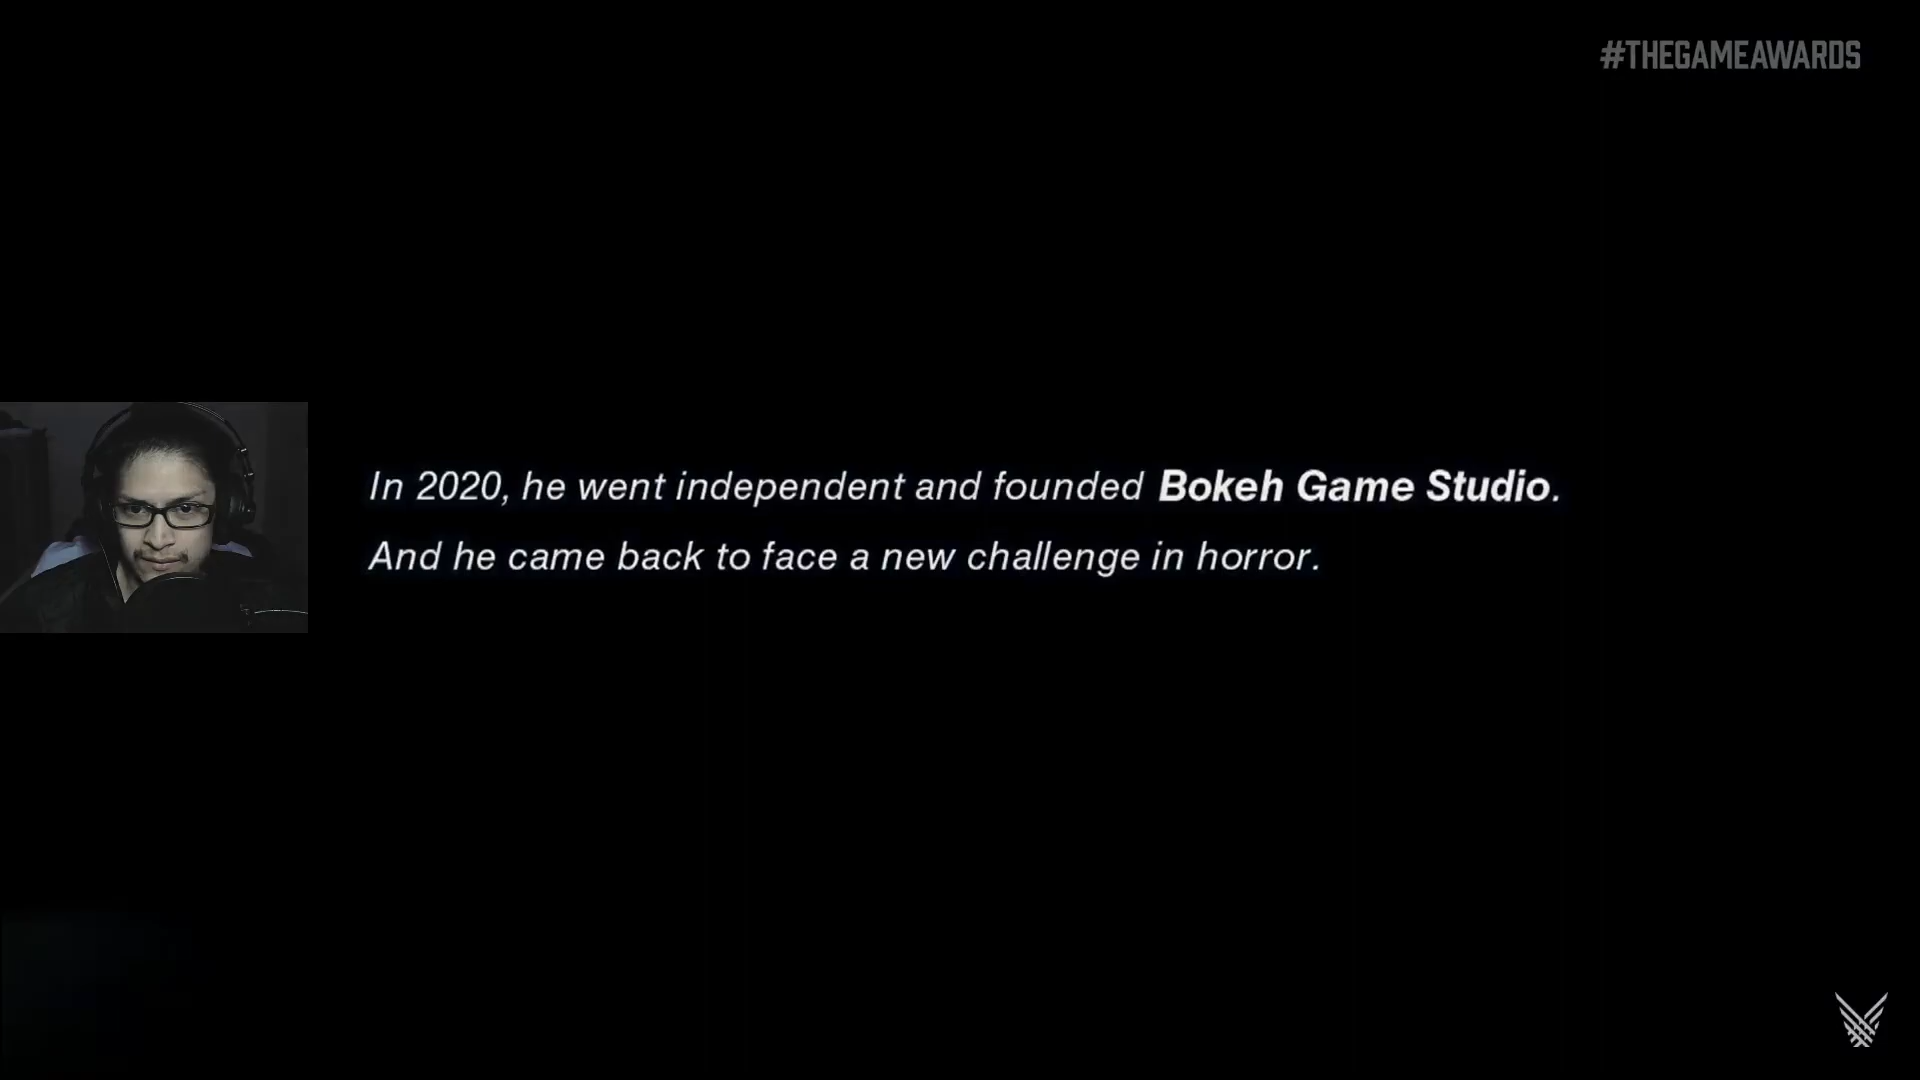 #THEGAMEAWARDS
In 2020, he went independent and founded Bokeh Game Studio.
And he came back to face a new challenge in horror.